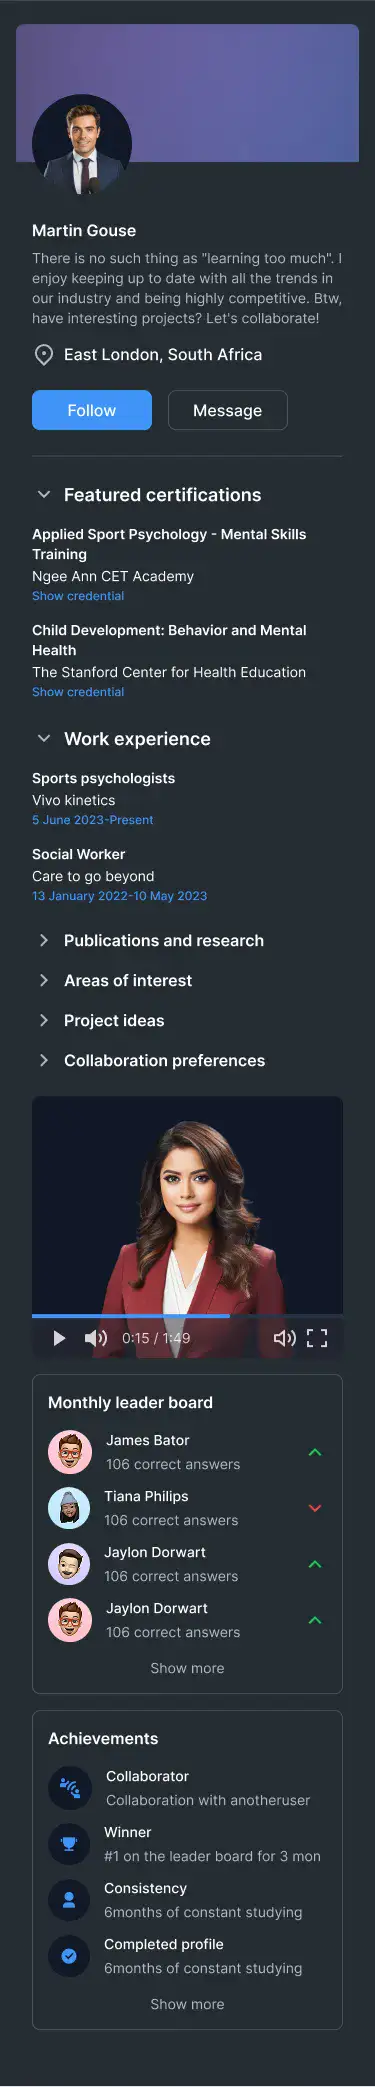 Martin Gouse
There is no such thing as "learning too much". I
enjoy keeping up to date with all the trends in
our industry and being highly competitive. Btw,
have interesting projects? Let's collaborate!
East London, South Africa
Follow
Message
Featured certifications
Applied Sport Psychology - Mental Skills
Training
Ngee Ann CET Academy
Show credential
Child Development: Behavior and Mental
Health
The Stanford Center for Health Education
Show credential
Work experience
Sports psychologists
Vivo kinetics
5 June 2023-Present
Social Worker
Care to go beyond
13 January 2022-10 May 2023
Publications and research
Areas of interest
Project ideas
Collaboration preferences
0:15 / 1:49
Monthly leader board
James Bator
106 correct answers
Tiana Philips
106 correct answers
Jaylon Dorwart
106 correct answers
Jaylon Dorwart
106 correct answers
Show more
Achievements
Collaborator
Collaboration with anotheruser
Winner
#1 on the leader board for 3 mon
Consistency
6months of constant studying
Completed profile
6months of constant studying
Show more